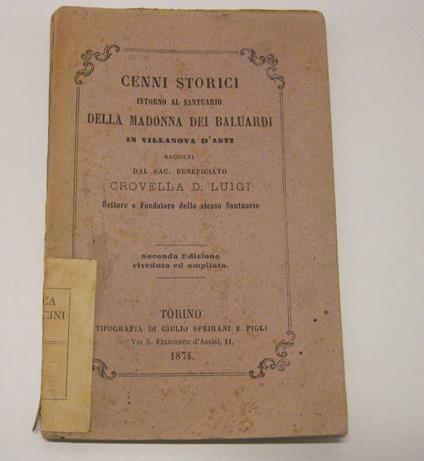 CENNI STORICI
INTORNO AL SANTUARIO
DELLA MADONNA DEI BALUARDI
IN VILLANOVA D'ASTI
RACCOLTI
DAL SAC. BENEFICIATO
CROVELLA D. LUIGI
Rettore e Fondatore dello stesso Santuario
Seconda Edizione
riveduta ed ampliata.
TORINO
TIPOGRAFIA DI GIULIO SPEIRANI E FIGLI
Via S. Francesco d'Assisi, 11.
1874.
CA
CINI